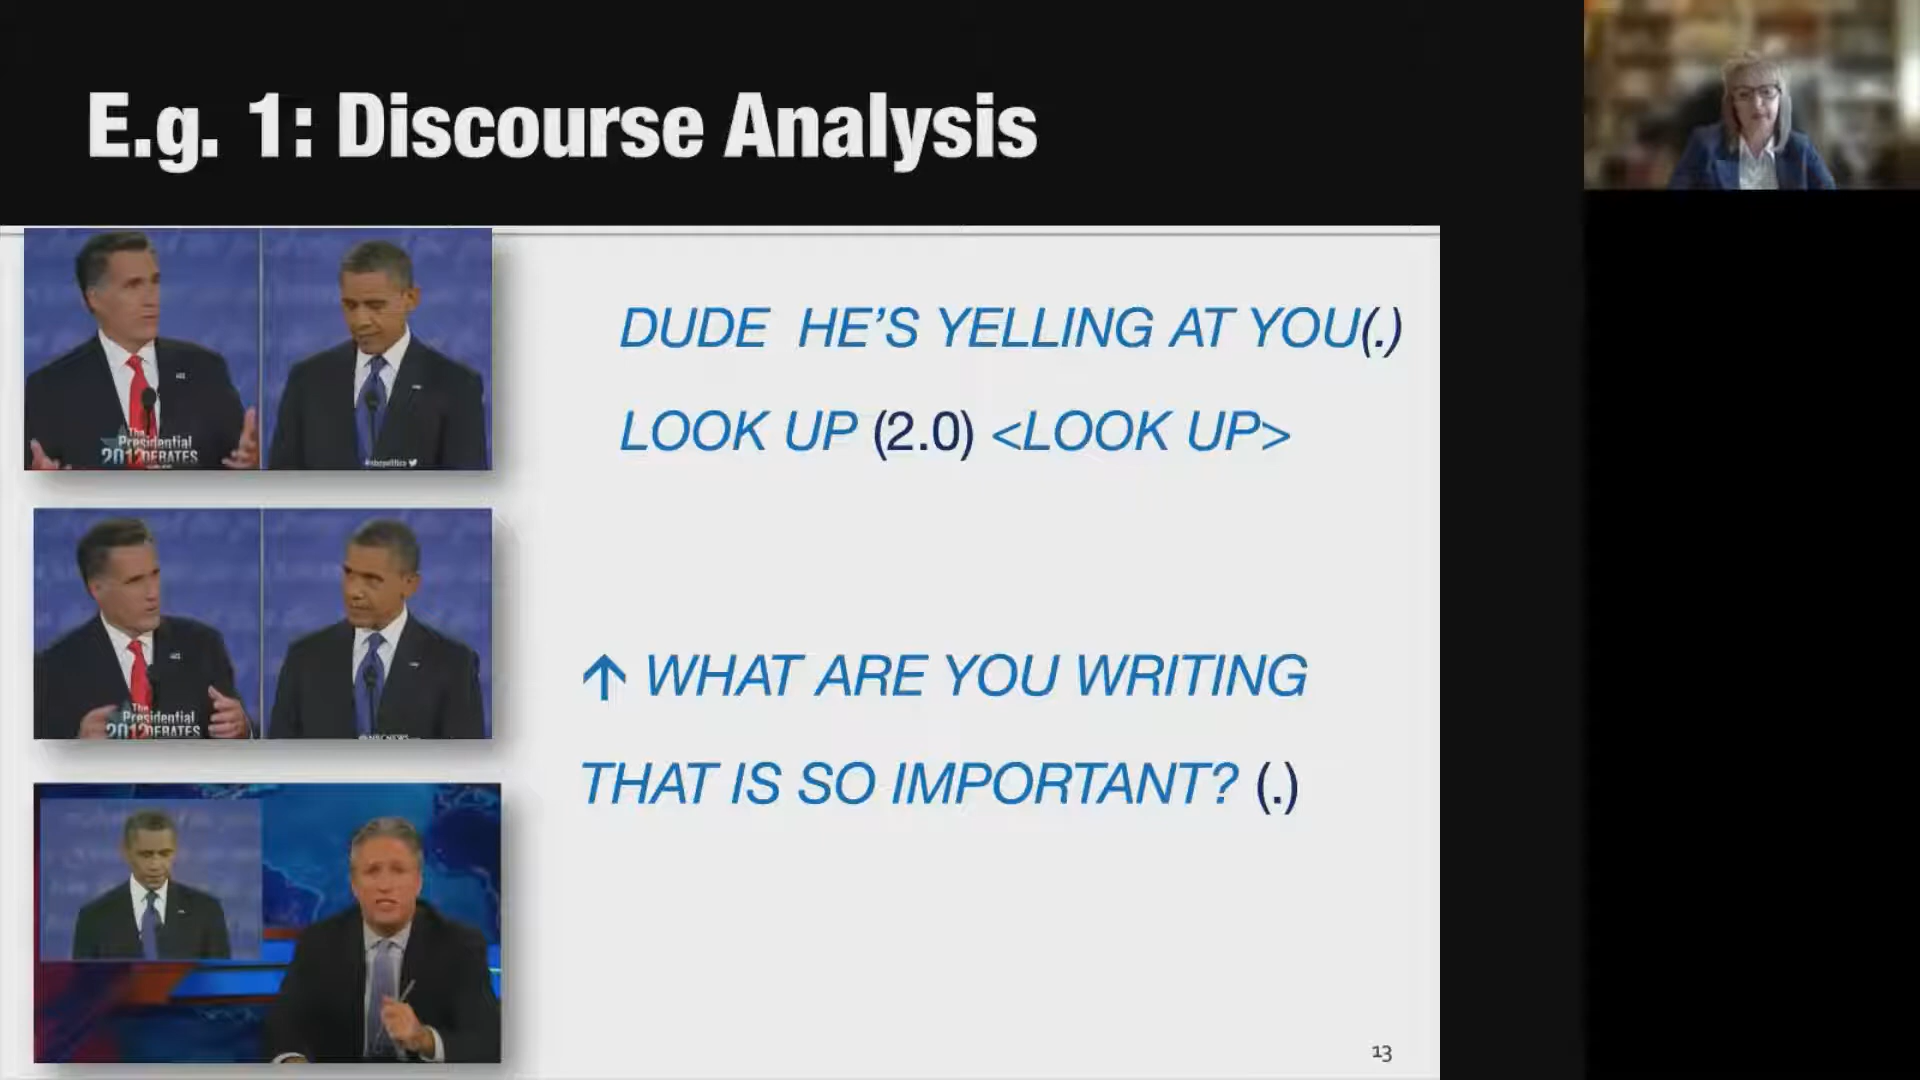 E.g. 1: Discourse Analysis
The
Presidential
2012 DEBATES
DUDE  HE'S YELLING AT YOU(.)
LOOK UP (2.0) <LOOK UP>
The
Presidential
2012 DEBATES
↑ WHAT ARE YOU WRITING
THAT IS SO IMPORTANT? (.)
13